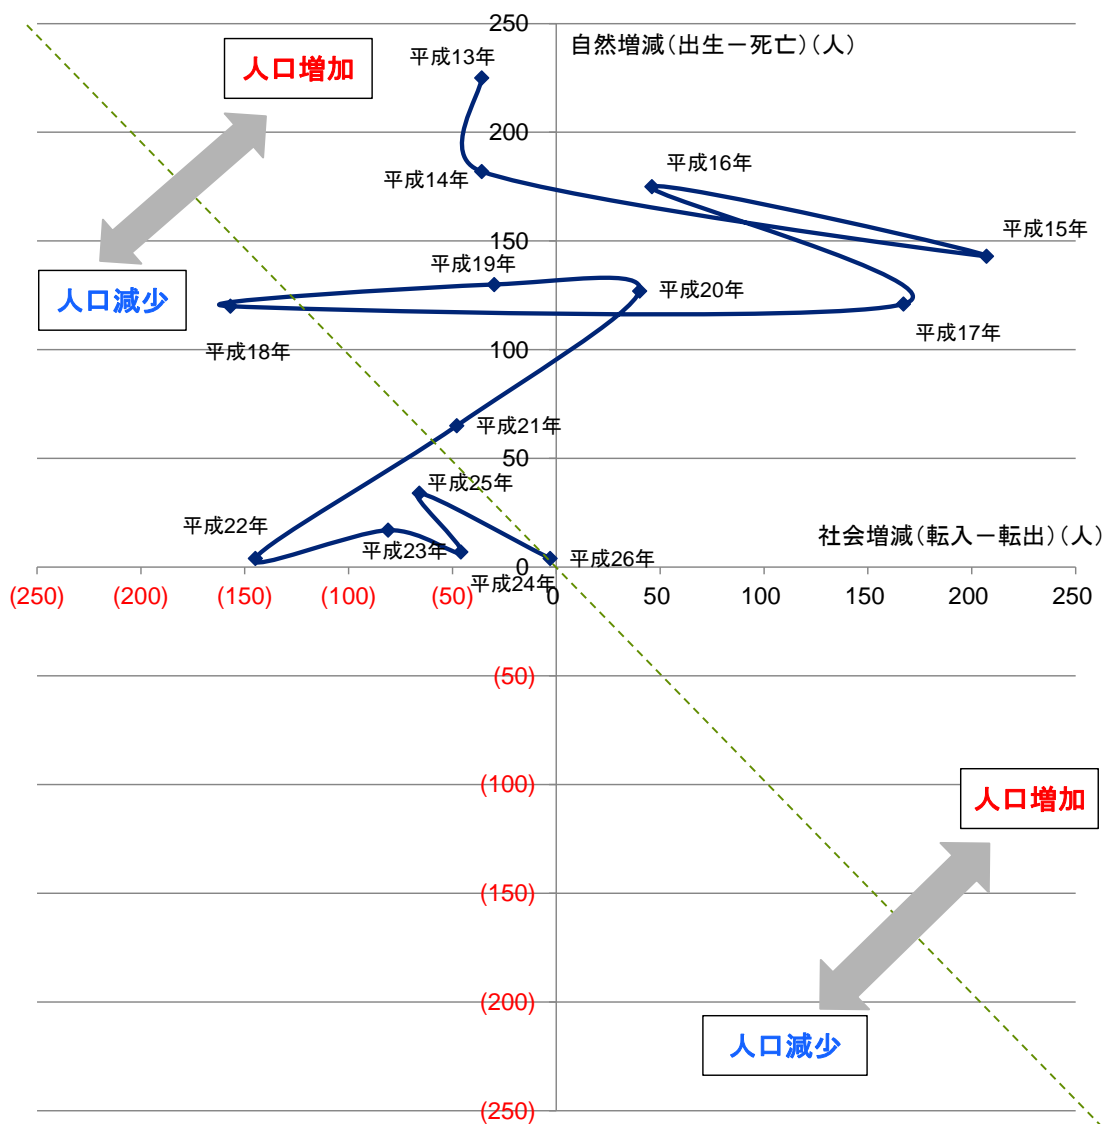 250
自然増減(出生－死亡)(人)
平成13年
人口増加
200
平成14年
平成16年
150
平成15年
平成19年
平成20年
人口減少
平成17年
平成18年
100
平成21年
50
平成25年
平成22年
社会増減(転入－転出)(人)
平成23年
平成26年
平成24年
0
(250)
(200)
(150)
(100)
(50)
0
50
100
150
200
250
(50)
(100)
人口増加
(150)
(200)
人口減少
(250)